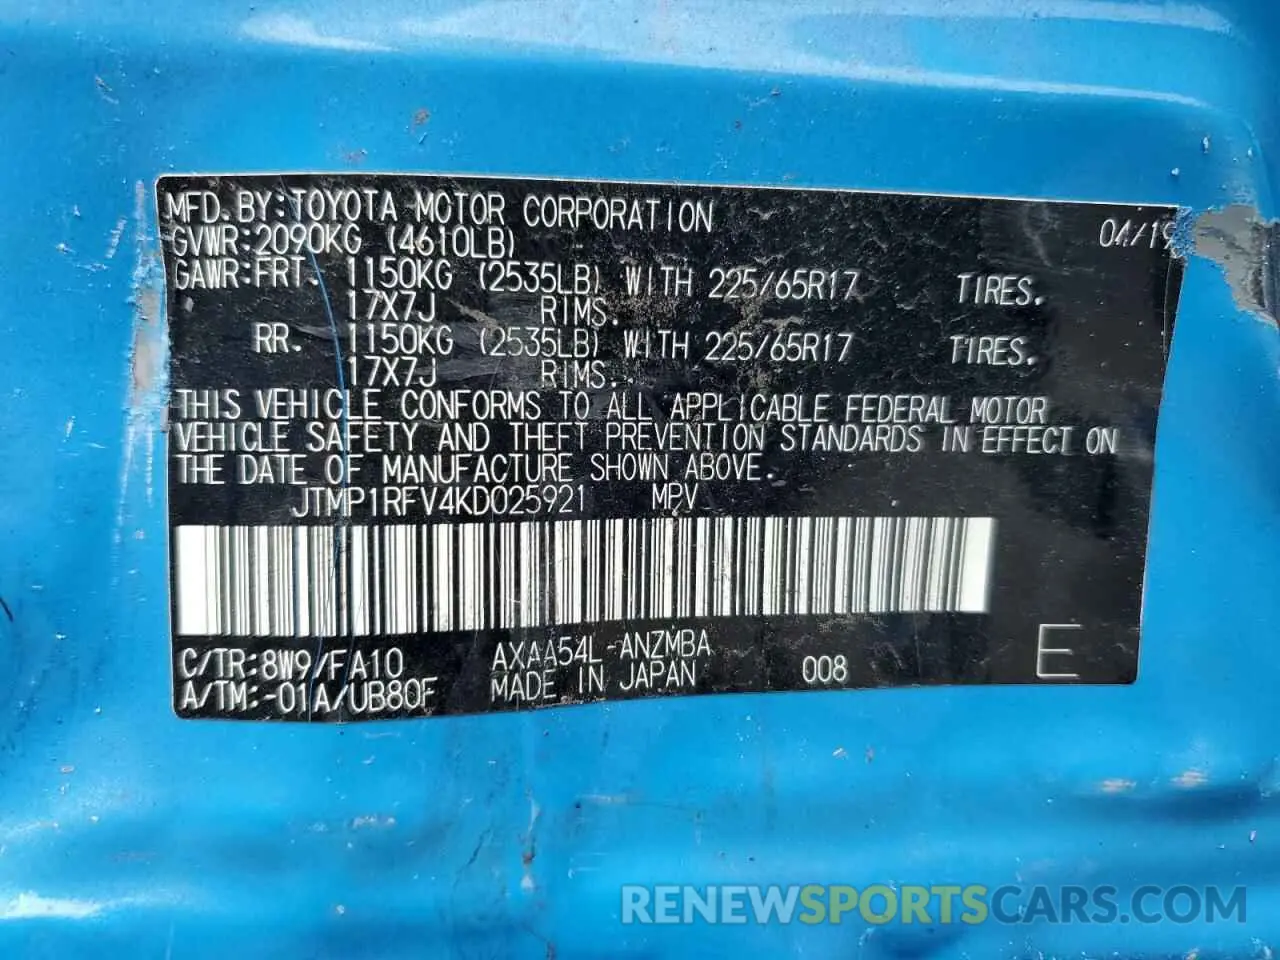 MFD. BY: TOYOTA MOTOR CORPORATION 04/19
GVWR: 2090KG (4610LB)
GAWR: FRT. 1150KG (2535LB) WITH 225/65R17 TIRES.
17X7J RIMS.
RR. 1150KG (2535LB) WITH 225/65R17 TIRES.
17X7J RIMS.
THIS VEHICLE CONFORMS TO ALL APPLICABLE FEDERAL MOTOR
VEHICLE SAFETY AND THEFT PREVENTION STANDARDS IN EFFECT ON
THE DATE OF MANUFACTURE SHOWN ABOVE.
JTMP1RFV4KD025921 MPV
C/TR: 8W9/FA10 AXAA54L-ANZMBA
A/TM: -01A/UB80F MADE IN JAPAN 008 E
RENEWSPORTSCARS.COM